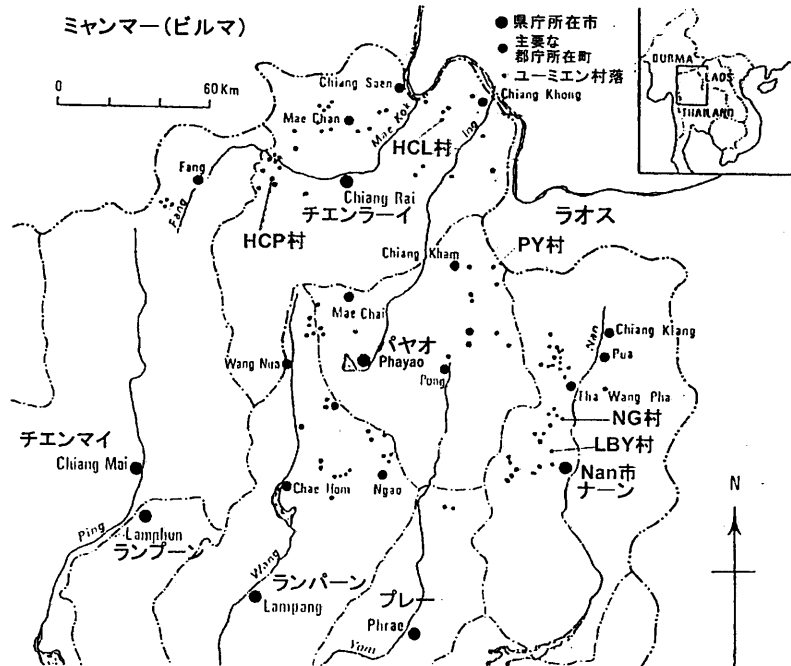 ミャンマー(ビルマ)
0 60 Km
●県庁所在市
●主要な
郡庁所在町
・ユーミエン村落
BURMA
LAOS
THAILAND
Chiang Saen
Chiang Khong
Mae Chan
Mae Kok
Ing
HCL村
Fang
Fang
Chiang Rai
チエンラーイ
HCP村
ラオス
PY村
Chiang Kham
Mae Chai
Nan
Chiang Klang
パヤオ
Phayao
Pua
Wang Nua
Pong
Tha Wang Pha
NG村
チエンマイ
LBY村
Chiang Mai
Nan市
ナーン
Chae Hom
Ngao
N
Lamphun
ランプーン
Ping
Wang
ランパーン
Lampang
プレー
Phrae
Yom